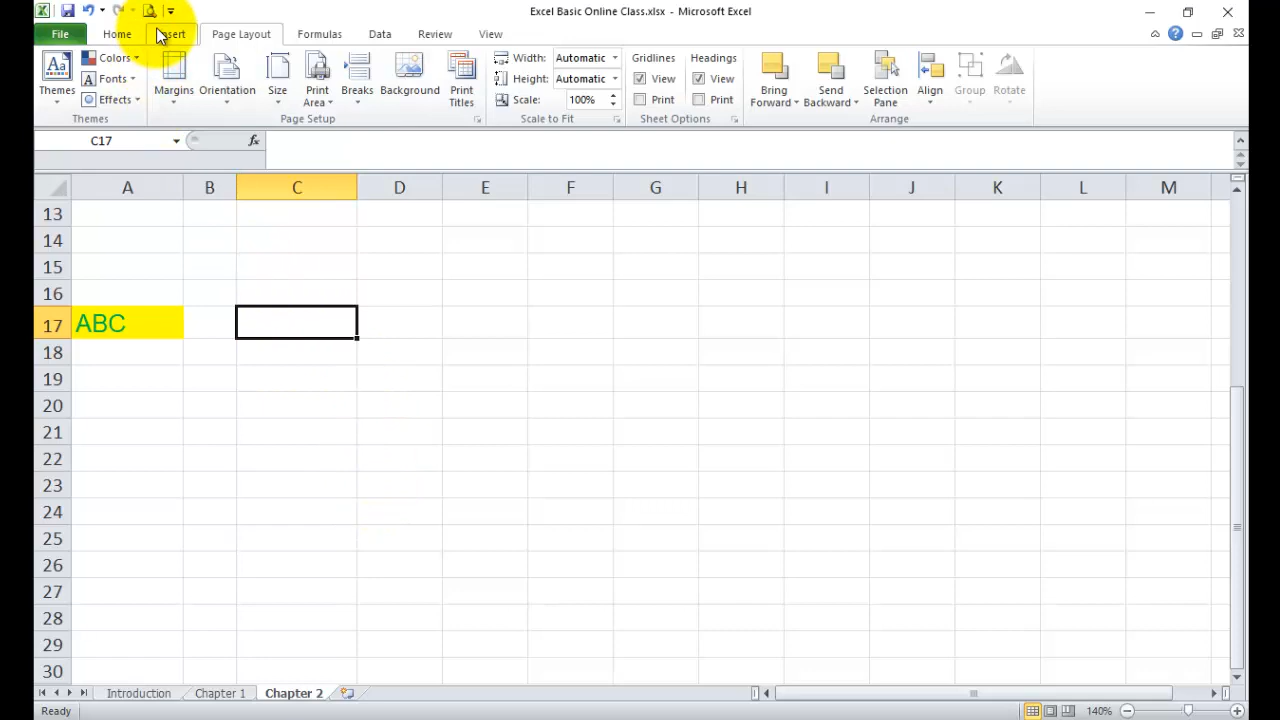 Excel Basic Online Class.xlsx - Microsoft Excel
File Home Insert Page Layout Formulas Data Review View
Themes
Colors
Fonts
Effects
Themes
Margins Orientation Size Print Area Breaks Background Print Titles
Page Setup
Width: Automatic
Height: Automatic
Scale: 100%
Scale to Fit
Gridlines Headings
View View
Print Print
Sheet Options
Bring Forward Send Backward Selection Pane Align Group Rotate
Arrange
C17 fx
A B C D E F G H I J K L M
13
14
15
16
17 ABC
18
19
20
21
22
23
24
25
26
27
28
29
30
Introduction Chapter 1 Chapter 2
Ready 140%